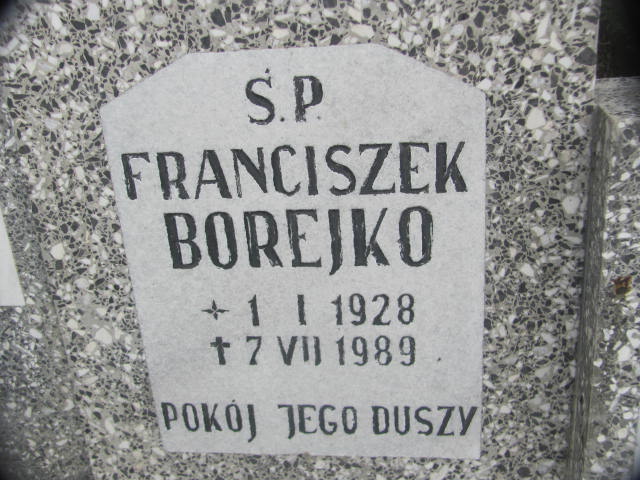 Ś.P.
FRANCISZEK
BOREJKO
1 I 1928
✝ 7 VII 1989
POKÓJ JEGO DUSZY